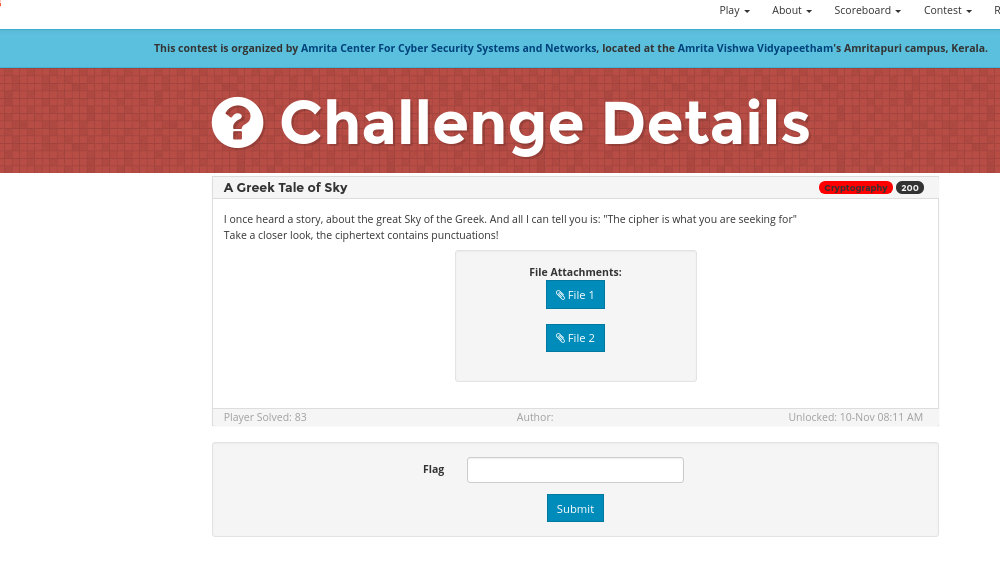 Play About Scoreboard Contest R
This contest is organized by Amrita Center For Cyber Security Systems and Networks, located at the Amrita Vishwa Vidyapeetham's Amritapuri campus, Kerala.
? Challenge Details
A Greek Tale of Sky Cryptography 200
I once heard a story, about the great Sky of the Greek. And all I can tell you is: "The cipher is what you are seeking for"
Take a closer look, the ciphertext contains punctuations!
File Attachments:
File 1
File 2
Player Solved: 83 Author: Unlocked: 10-Nov 08:11 AM
Flag
Submit